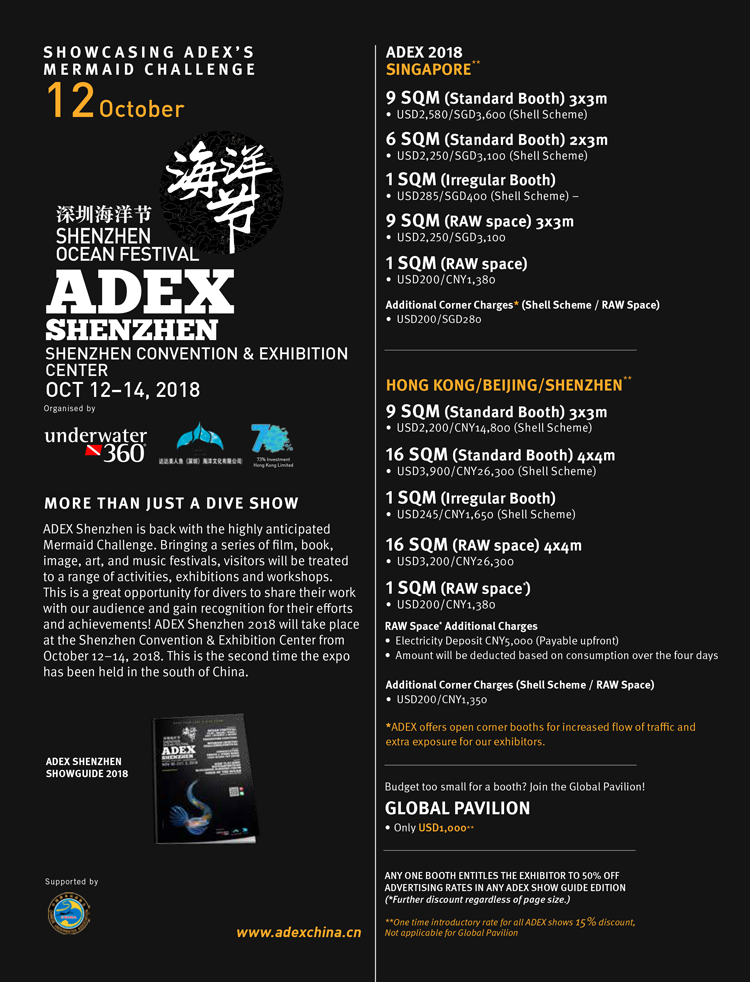 SHOWCASING ADEX'S
MERMAID CHALLENGE
12 October
海洋节
深圳海洋节
SHENZHEN
OCEAN FESTIVAL
ADEX
SHENZHEN
SHENZHEN CONVENTION & EXHIBITION
CENTER
OCT 12–14, 2018
Organised by
underwater
360°
达达美人鱼（深圳）海洋文化有限公司
70%
73% Investment
Hong Kong Limited
MORE THAN JUST A DIVE SHOW
ADEX Shenzhen is back with the highly anticipated
Mermaid Challenge. Bringing a series of film, book,
image, art, and music festivals, visitors will be treated
to a range of activities, exhibitions and workshops.
This is a great opportunity for divers to share their work
with our audience and gain recognition for their efforts
and achievements! ADEX Shenzhen 2018 will take place
at the Shenzhen Convention & Exhibition Center from
October 12–14, 2018. This is the second time the expo
has been held in the south of China.
ADEX SHENZHEN
SHOWGUIDE 2018
ADEX
SHENZHEN
Supported by
www.adexchina.cn
ADEX 2018
SINGAPORE**
9 SQM (Standard Booth) 3x3m
• USD2,580/SGD3,600 (Shell Scheme)
6 SQM (Standard Booth) 2x3m
• USD2,250/SGD3,100 (Shell Scheme)
1 SQM (Irregular Booth)
• USD285/SGD400 (Shell Scheme) –
9 SQM (RAW space) 3x3m
• USD2,250/SGD3,100
1 SQM (RAW space)
• USD200/CNY1,380
Additional Corner Charges* (Shell Scheme / RAW Space)
• USD200/SGD280
HONG KONG/BEIJING/SHENZHEN**
9 SQM (Standard Booth) 3x3m
• USD2,200/CNY14,800 (Shell Scheme)
16 SQM (Standard Booth) 4x4m
• USD3,900/CNY26,300 (Shell Scheme)
1 SQM (Irregular Booth)
• USD245/CNY1,650 (Shell Scheme)
16 SQM (RAW space) 4x4m
• USD3,200/CNY26,300
1 SQM (RAW space*)
• USD200/CNY1,380
RAW Space* Additional Charges
• Electricity Deposit CNY5,000 (Payable upfront)
• Amount will be deducted based on consumption over the four days
Additional Corner Charges (Shell Scheme / RAW Space)
• USD200/CNY1,350
*ADEX offers open corner booths for increased flow of traffic and
extra exposure for our exhibitors.
Budget too small for a booth? Join the Global Pavilion!
GLOBAL PAVILION
• Only USD1,000**
ANY ONE BOOTH ENTITLES THE EXHIBITOR TO 50% OFF
ADVERTISING RATES IN ANY ADEX SHOW GUIDE EDITION
(*Further discount regardless of page size.)
**One time introductory rate for all ADEX shows 15% discount,
Not applicable for Global Pavilion